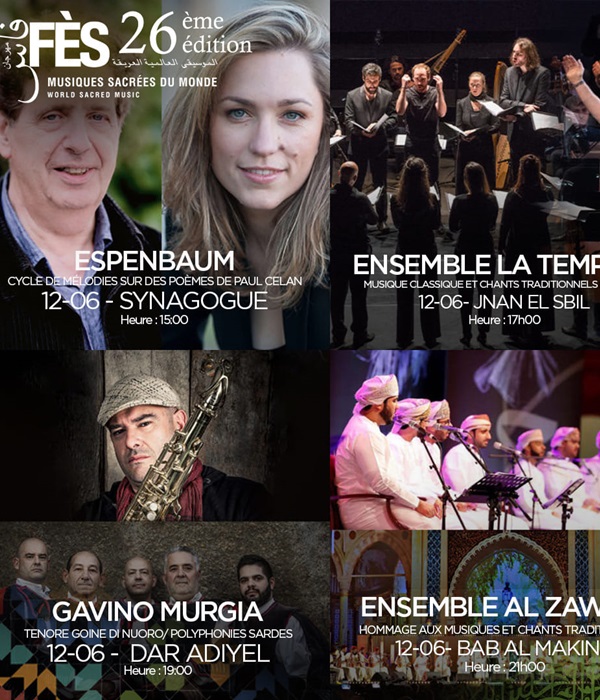 فاس
مهرجان
FÈS 26 ème
édition
الموسيقى العالمية العريقة
MUSIQUES SACRÉES DU MONDE
WORLD SACRED MUSIC
ESPENBAUM
CYCLE DE MÉLODIES SUR DES POÈMES DE PAUL CELAN
12-06 - SYNAGOGUE
Heure : 15:00
ENSEMBLE LA TEMP
MUSIQUE CLASSIQUE ET CHANTS TRADITIONNELS
12-06- JNAN EL SBIL
Heure : 17h00
GAVINO MURGIA
TENORE GOINE DI NUORO/ POLYPHONIES SARDES
12-06 - DAR ADIYEL
Heure : 19:00
ENSEMBLE AL ZAW
HOMMAGE AUX MUSIQUES ET CHANTS TRADIT
12-06- BAB AL MAKIN
Heure : 21h00